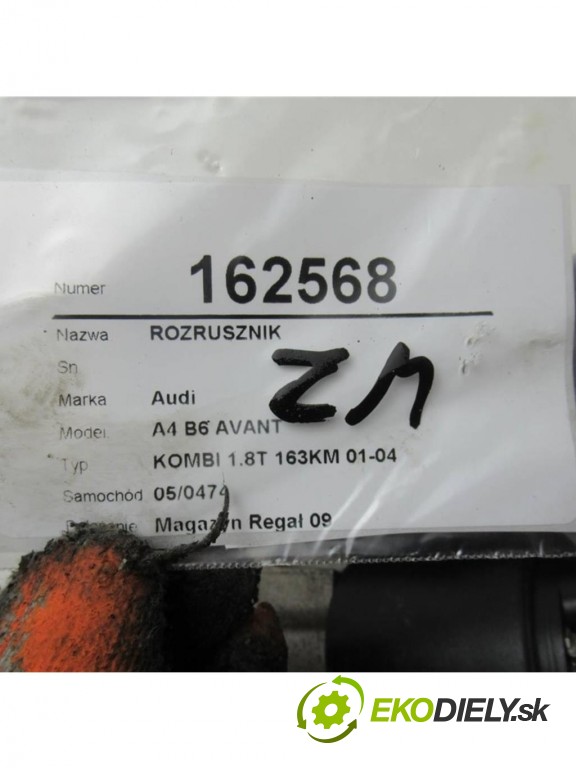 Numer 162568
Nazwa ROZRUSZNIK
Sn
Marka Audi
Model A4 B6 AVANT
Typ KOMBI 1.8T 163KM 01-04
Samochód 05/0474
Magazyn Regał 09
EKODIELY.sk